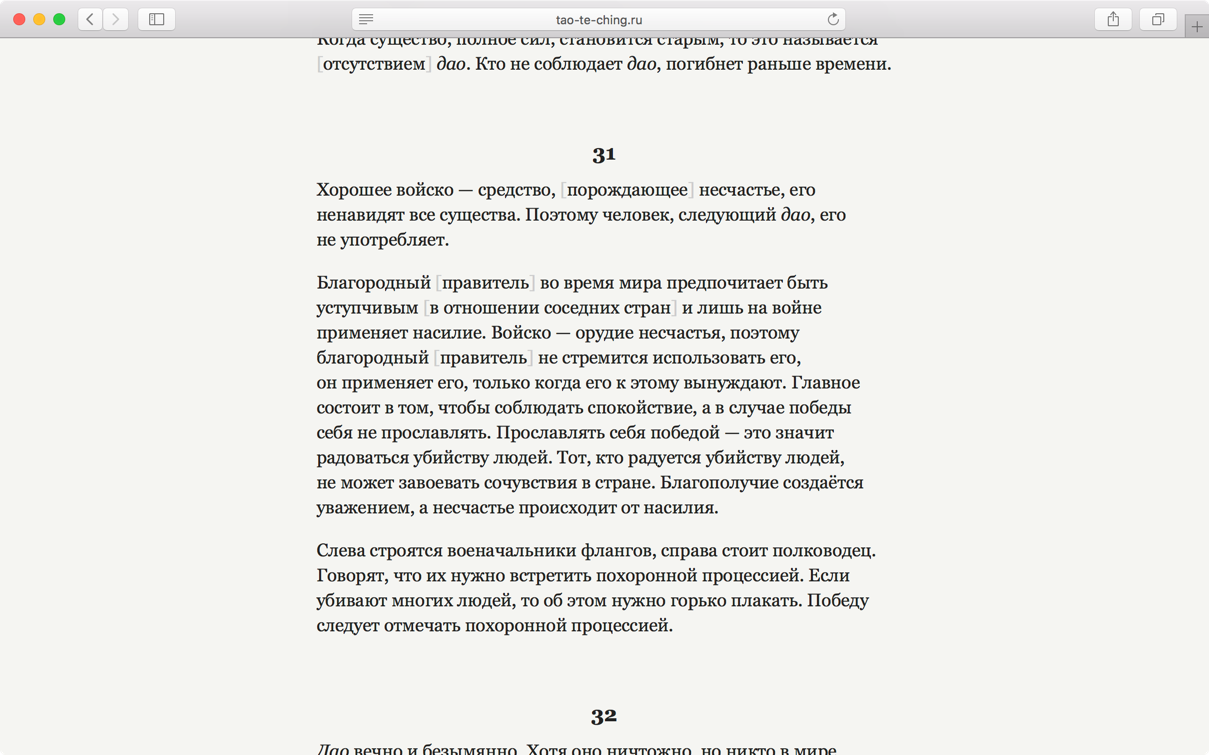 tao-te-ching.ru
Когда существо, полное сил, становится старым, то это называется
[отсутствием] дао. Кто не соблюдает дао, погибнет раньше времени.
31
Хорошее войско — средство, [порождающее] несчастье, его
ненавидят все существа. Поэтому человек, следующий дао, его
не употребляет.
Благородный [правитель] во время мира предпочитает быть
уступчивым [в отношении соседних стран] и лишь на войне
применяет насилие. Войско — орудие несчастья, поэтому
благородный [правитель] не стремится использовать его,
он применяет его, только когда его к этому вынуждают. Главное
состоит в том, чтобы соблюдать спокойствие, а в случае победы
себя не прославлять. Прославлять себя победой — это значит
радоваться убийству людей. Тот, кто радуется убийству людей,
не может завоевать сочувствия в стране. Благополучие создаётся
уважением, а несчастье происходит от насилия.
Слева строятся военачальники флангов, справа стоит полководец.
Говорят, что их нужно встретить похоронной процессией. Если
убивают многих людей, то об этом нужно горько плакать. Победу
следует отмечать похоронной процессией.
32
Дао вечно и безымянно. Хотя оно ничтожно, но никто в мире